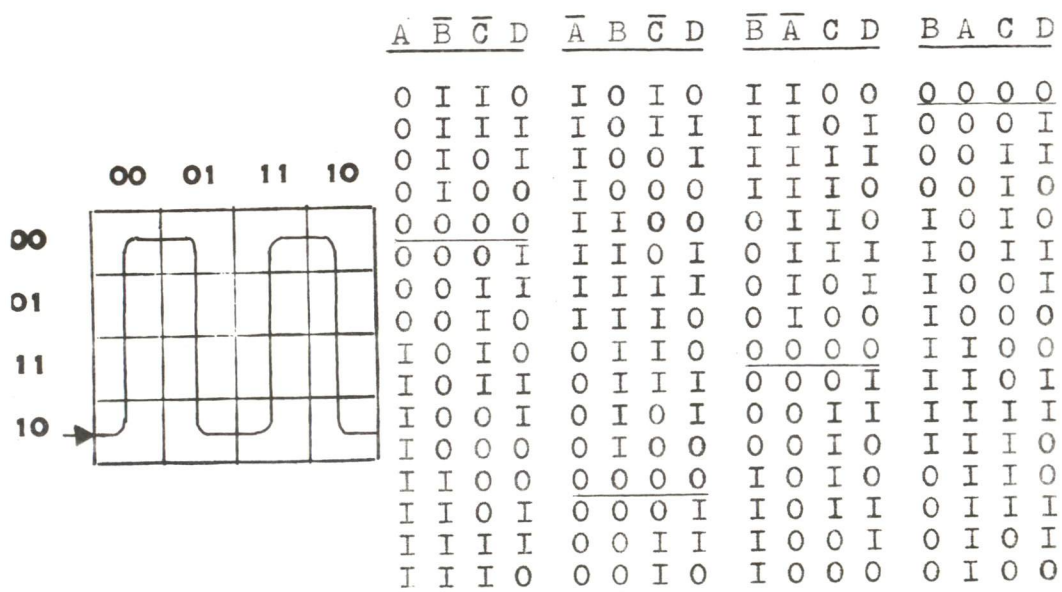 00 01 11 10
00
01
11
10
A B̅ C̅ D A̅ B C̅ D B̅ A̅ C D B A C D
0 I I 0 I 0 I 0 I I 0 0 0 0 0 0
0 I I I I 0 I I I I 0 I 0 0 0 I
0 I 0 I I 0 0 I I I I I 0 0 I I
0 I 0 0 I 0 0 0 I I I 0 0 0 I 0
0 0 0 0 I I 0 0 0 I I 0 I 0 I 0
0 0 0 I I I 0 I 0 I I I I 0 I I
0 0 I I I I I I 0 I 0 I I 0 0 I
0 0 I 0 I I I 0 0 I 0 0 I 0 0 0
I 0 I 0 0 I I 0 0 0 0 0 I I 0 0
I 0 I I 0 I I I 0 0 0 I I I 0 I
I 0 0 I 0 I 0 I 0 0 I I I I I I
I 0 0 0 0 I 0 0 0 0 I 0 I I I 0
I I 0 0 0 0 0 0 I 0 I 0 0 I I 0
I I 0 I 0 0 0 I I 0 I I 0 I I I
I I I I 0 0 I I I 0 0 I 0 I 0 I
I I I 0 0 0 I 0 I 0 0 0 0 I 0 0